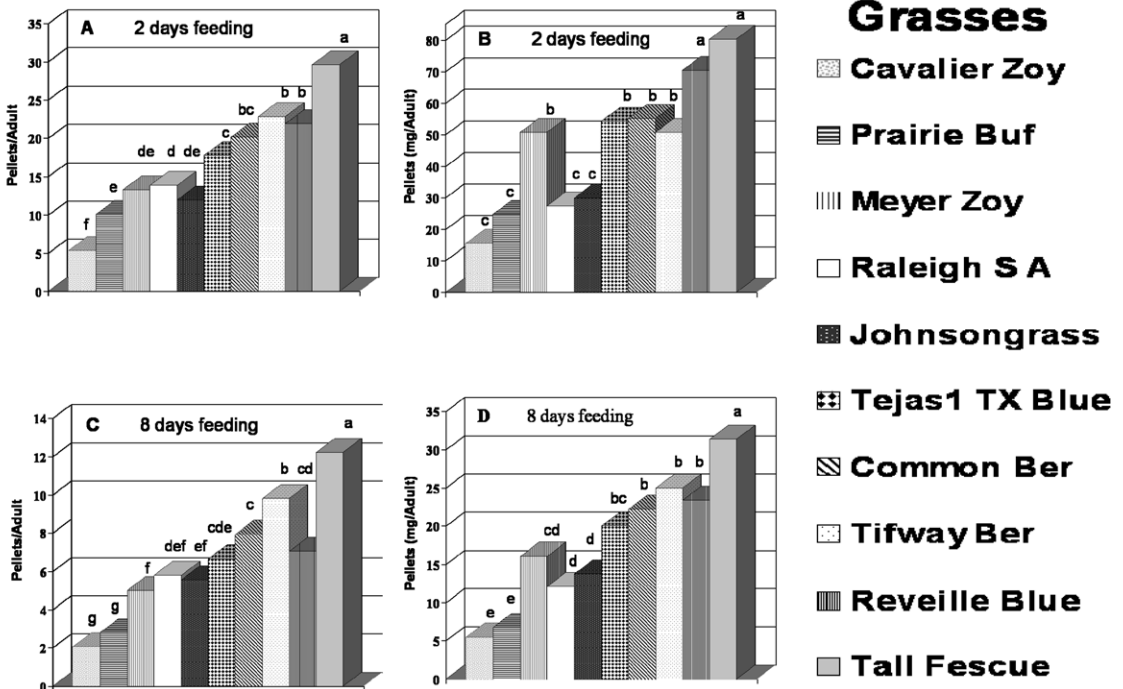 A 2 days feeding
Pellets/Adult
35
30
25
20
15
10
5
0
f e de d de c bc b b a
B 2 days feeding
Pellets (mg/Adult)
80
70
60
50
40
30
20
10
0
c c b c c b b b a a
C 8 days feeding
Pellets/Adult
14
12
10
8
6
4
2
0
g g f def ef cde c b cd a
D 8 days feeding
Pellets (mg/Adult)
35
30
25
20
15
10
5
0
e e cd d d bc b b b a
Grasses
Cavalier Zoy
Prairie Buf
Meyer Zoy
Raleigh S A
Johnsongrass
Tejas1 TX Blue
Common Ber
Tifway Ber
Reveille Blue
Tall Fescue